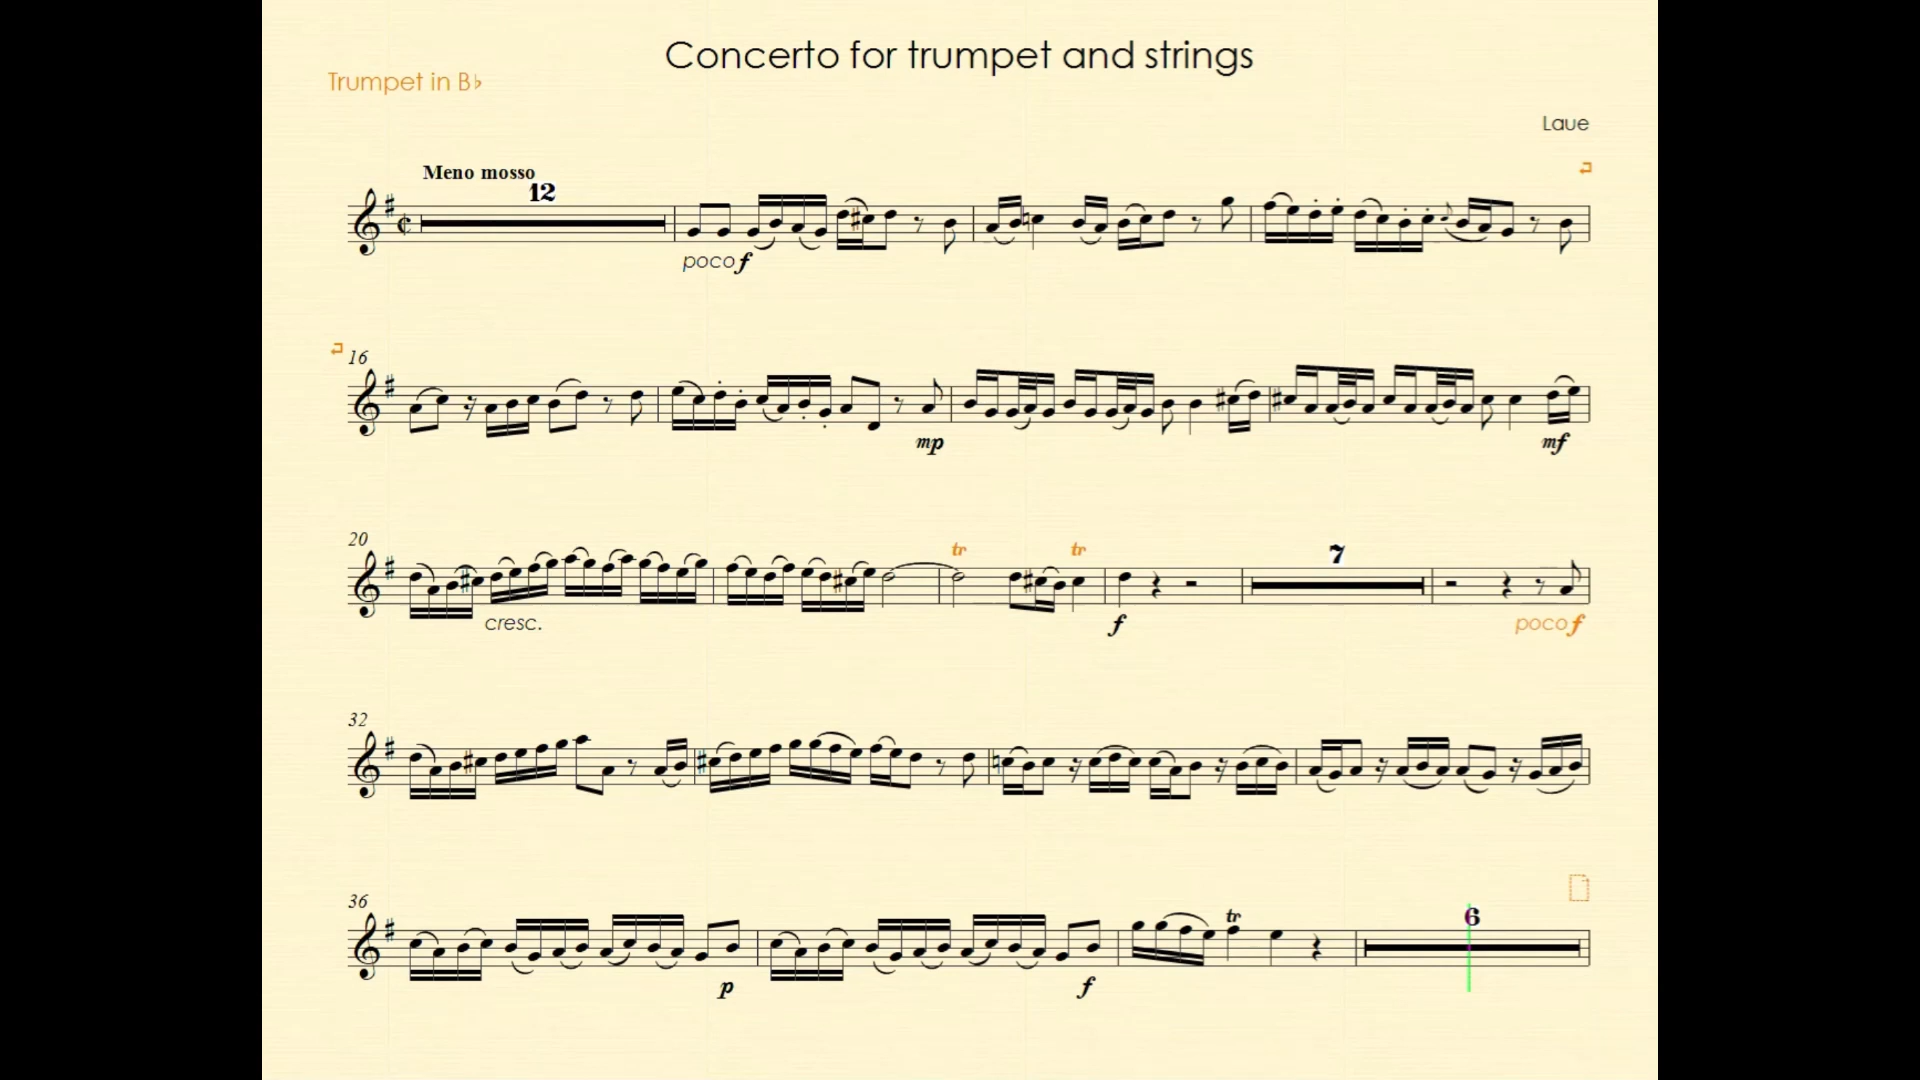 Concerto for trumpet and strings
Trumpet in B♭
Laue
Meno mosso
12
poco f
16
mp
mf
20
tr
tr
7
cresc.
f
poco f
32
36
tr
6
p
f